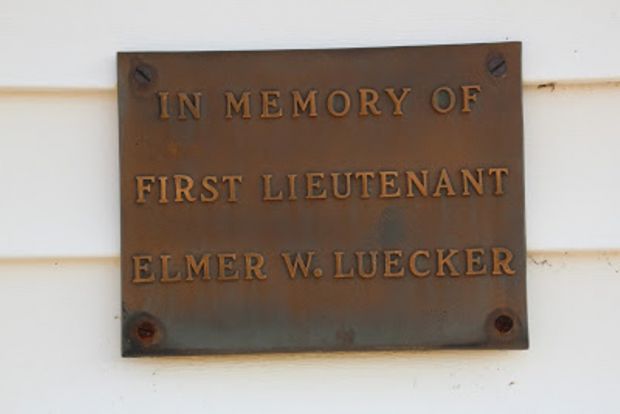 IN MEMORY OF
FIRST LIEUTENANT
ELMER W. LUECKER